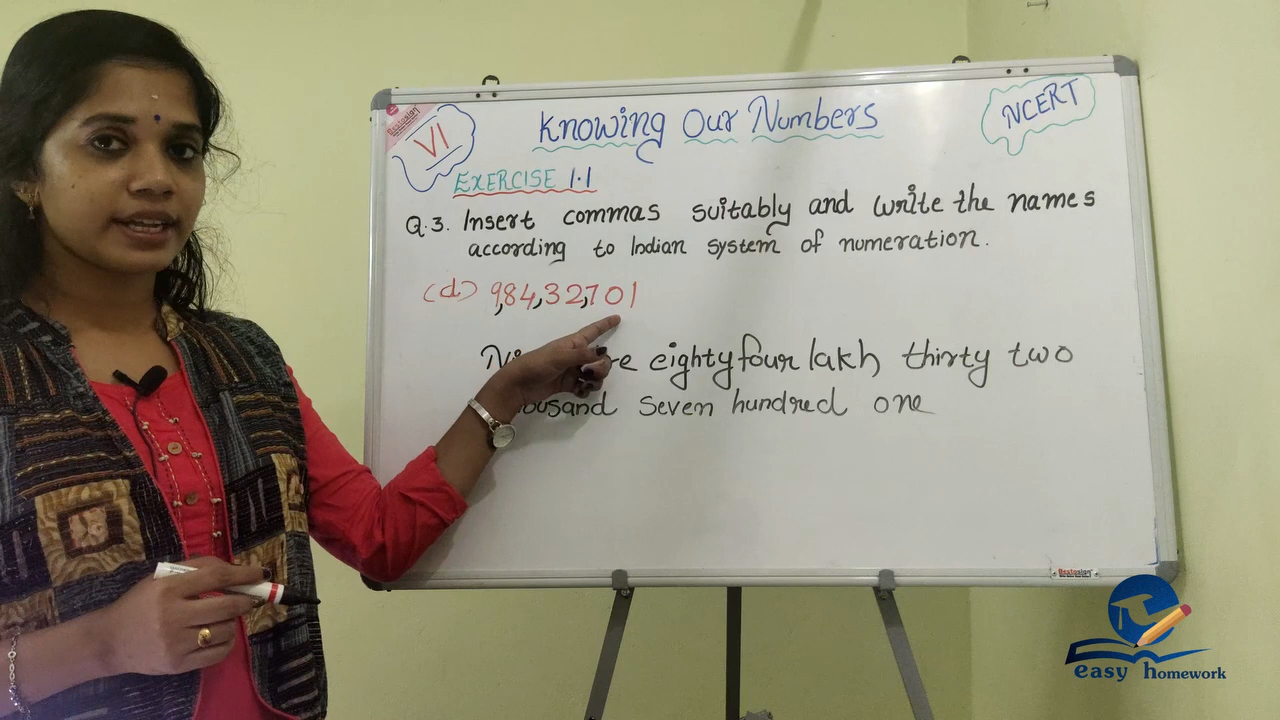 VI
Knowing Our Numbers
NCERT
EXERCISE 1.1
Q.3. Insert commas suitably and write the names
according to Indian system of numeration.
(d) 9,84,32,701
eighty four lakh, thirty two
seven hundred one
easy homework